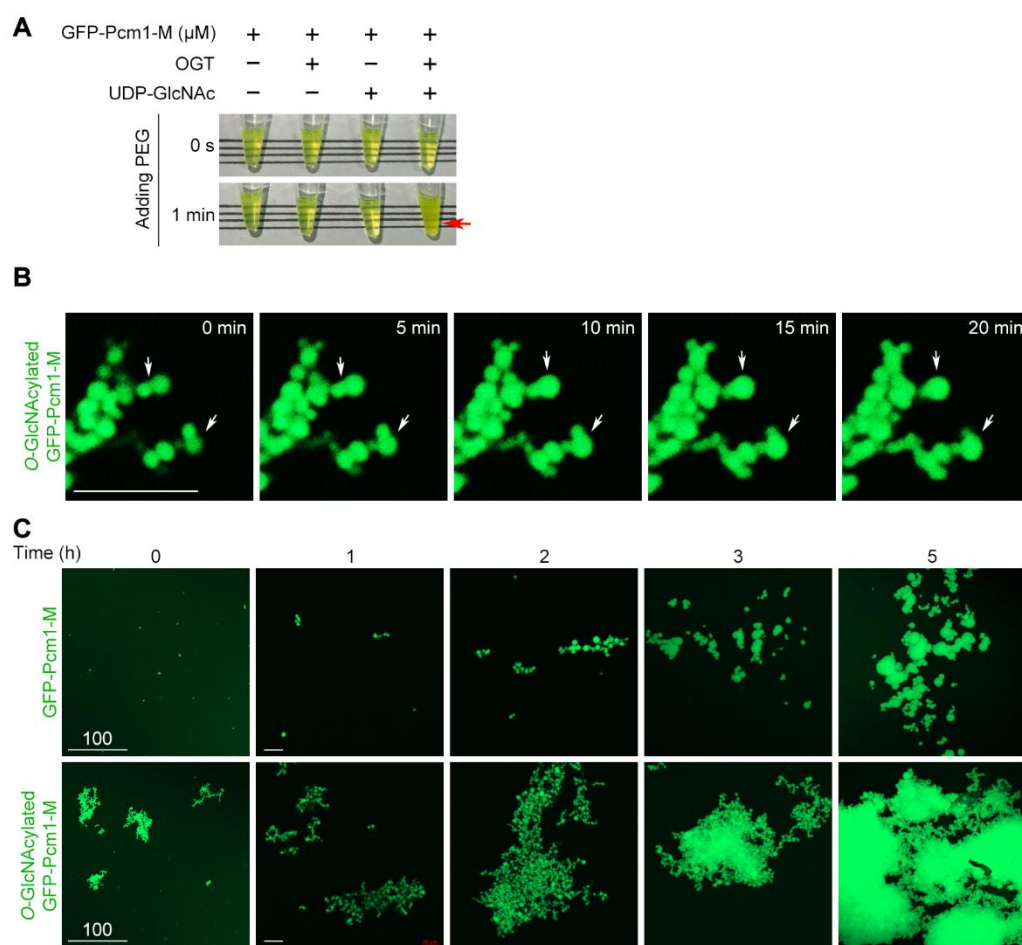 A
GFP-Pcm1-M (µM) + + + +
OGT − + − +
UDP-GlcNAc − − + +
Adding PEG
0 s
1 min
B
O-GlcNAcylated
GFP-Pcm1-M
0 min 5 min 10 min 15 min 20 min
C
Time (h) 0 1 2 3 5
GFP-Pcm1-M
100
O-GlcNAcylated
GFP-Pcm1-M
100